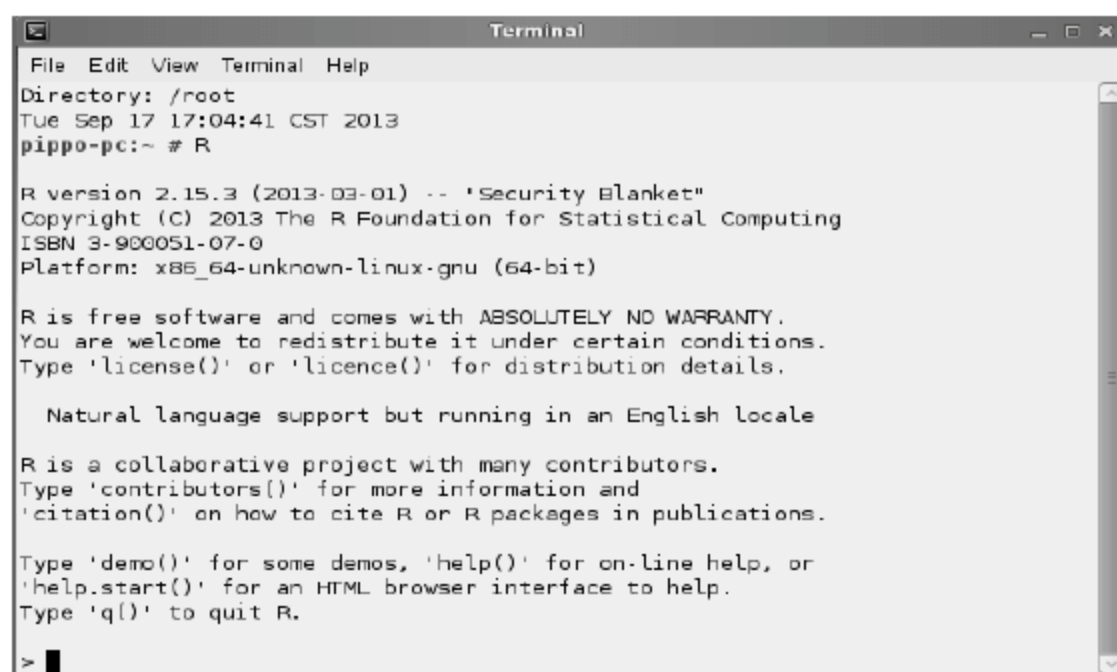 Terminal
File Edit View Terminal Help
Directory: /root
Tue Sep 17 17:04:41 CST 2013
pippo-pc:~ # R
R version 2.15.3 (2013-03-01) -- "Security Blanket"
Copyright (C) 2013 The R Foundation for Statistical Computing
ISBN 3-900051-07-0
Platform: x86_64-unknown-linux-gnu (64-bit)
R is free software and comes with ABSOLUTELY NO WARRANTY.
You are welcome to redistribute it under certain conditions.
Type 'license()' or 'licence()' for distribution details.
Natural language support but running in an English locale
R is a collaborative project with many contributors.
Type 'contributors()' for more information and
'citation()' on how to cite R or R packages in publications.
Type 'demo()' for some demos, 'help()' for on-line help, or
'help.start()' for an HTML browser interface to help.
Type 'q()' to quit R.
>